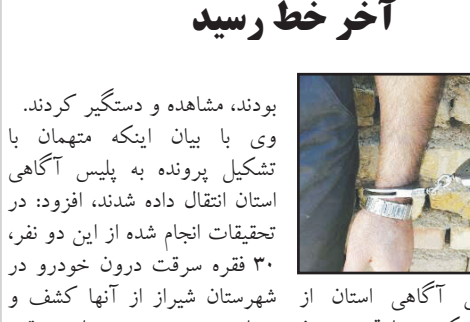 آخر خط رسید
بودند، مشاهده و دستگیر کردند.
وی با بیان اینکه متهمان با
تشکیل پرونده به پلیس آگاهی
استان انتقال داده شدند، افزود: در
تحقیقات انجام شده از این دو نفر،
۳۰ فقره سرقت درون خودرو در
شهرستان شیراز از آنها کشف و
آگاهی استان از